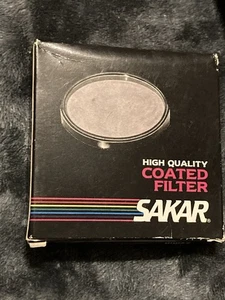 HIGH QUALITY
COATED
FILTER
SAKAR®